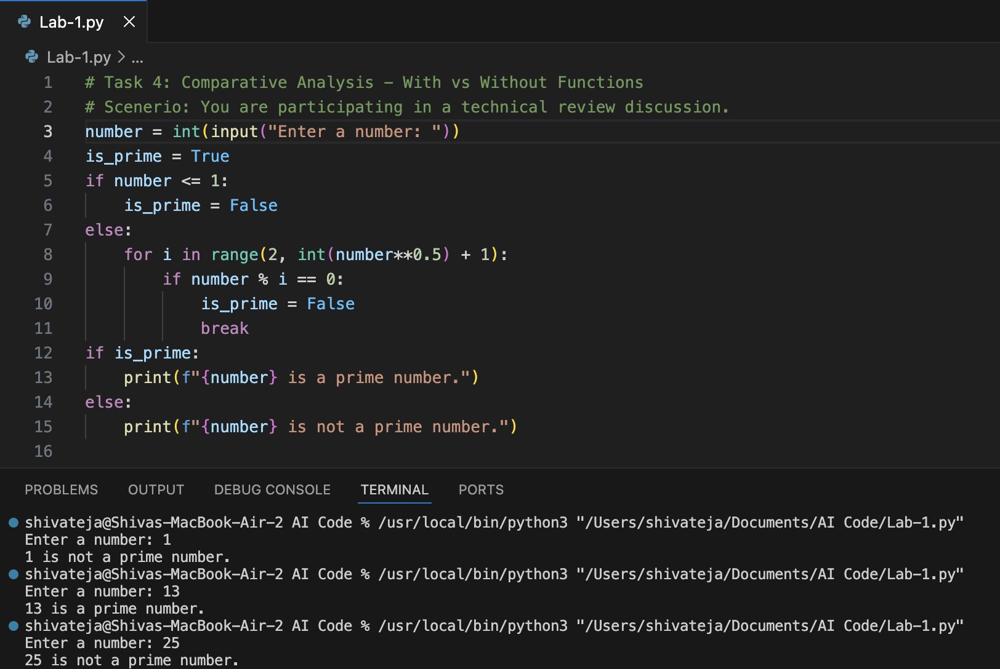 Lab-1.py
Lab-1.py > ...
1 # Task 4: Comparative Analysis - With vs Without Functions
2 # Scenerio: You are participating in a technical review discussion.
3 number = int(input("Enter a number: "))
4 is_prime = True
5 if number <= 1:
6     is_prime = False
7 else:
8     for i in range(2, int(number**0.5) + 1):
9         if number % i == 0:
10             is_prime = False
11             break
12 if is_prime:
13     print(f"{number} is a prime number.")
14 else:
15     print(f"{number} is not a prime number.")
16
PROBLEMS OUTPUT DEBUG CONSOLE TERMINAL PORTS
shivateja@Shivas-MacBook-Air-2 AI Code % /usr/local/bin/python3 "/Users/shivateja/Documents/AI Code/Lab-1.py"
Enter a number: 1
1 is not a prime number.
shivateja@Shivas-MacBook-Air-2 AI Code % /usr/local/bin/python3 "/Users/shivateja/Documents/AI Code/Lab-1.py"
Enter a number: 13
13 is a prime number.
shivateja@Shivas-MacBook-Air-2 AI Code % /usr/local/bin/python3 "/Users/shivateja/Documents/AI Code/Lab-1.py"
Enter a number: 25
25 is not a prime number.